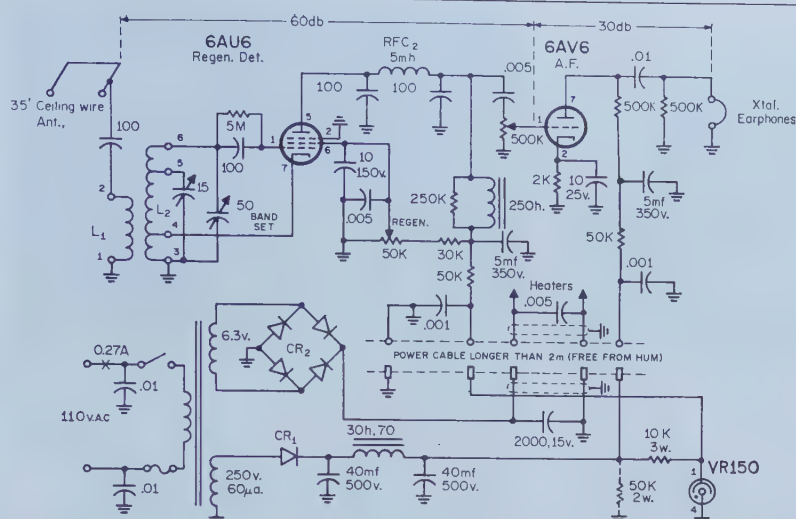 60db
30db
6AU6
Regen. Det.
RFC2
5mh
6AV6
A.F.
.005
.01
35' Ceiling wire
Ant.,
100
5M
100
100
100
5
2
1
6
7
500K
1
7
2
500K
500K
Xtal.
Earphones
6
5
4
3
15
L2
50
BAND
SET
2
L1
1
10
150v.
.005
REGEN.
50K
30K
250K
250h.
5mf
350v.
50K
2K
10
25v.
5mf
350v.
50K
.001
.001
Heaters
.005
POWER CABLE LONGER THAN 2m (FREE FROM HUM)
0.27A
.01
110v.AC
.01
6.3v.
CR2
2000,15v.
30h,70
CR1
250v.
60µa.
40mf
500v.
40mf
500v.
10K
3w.
50K
2w.
1
VR150
4